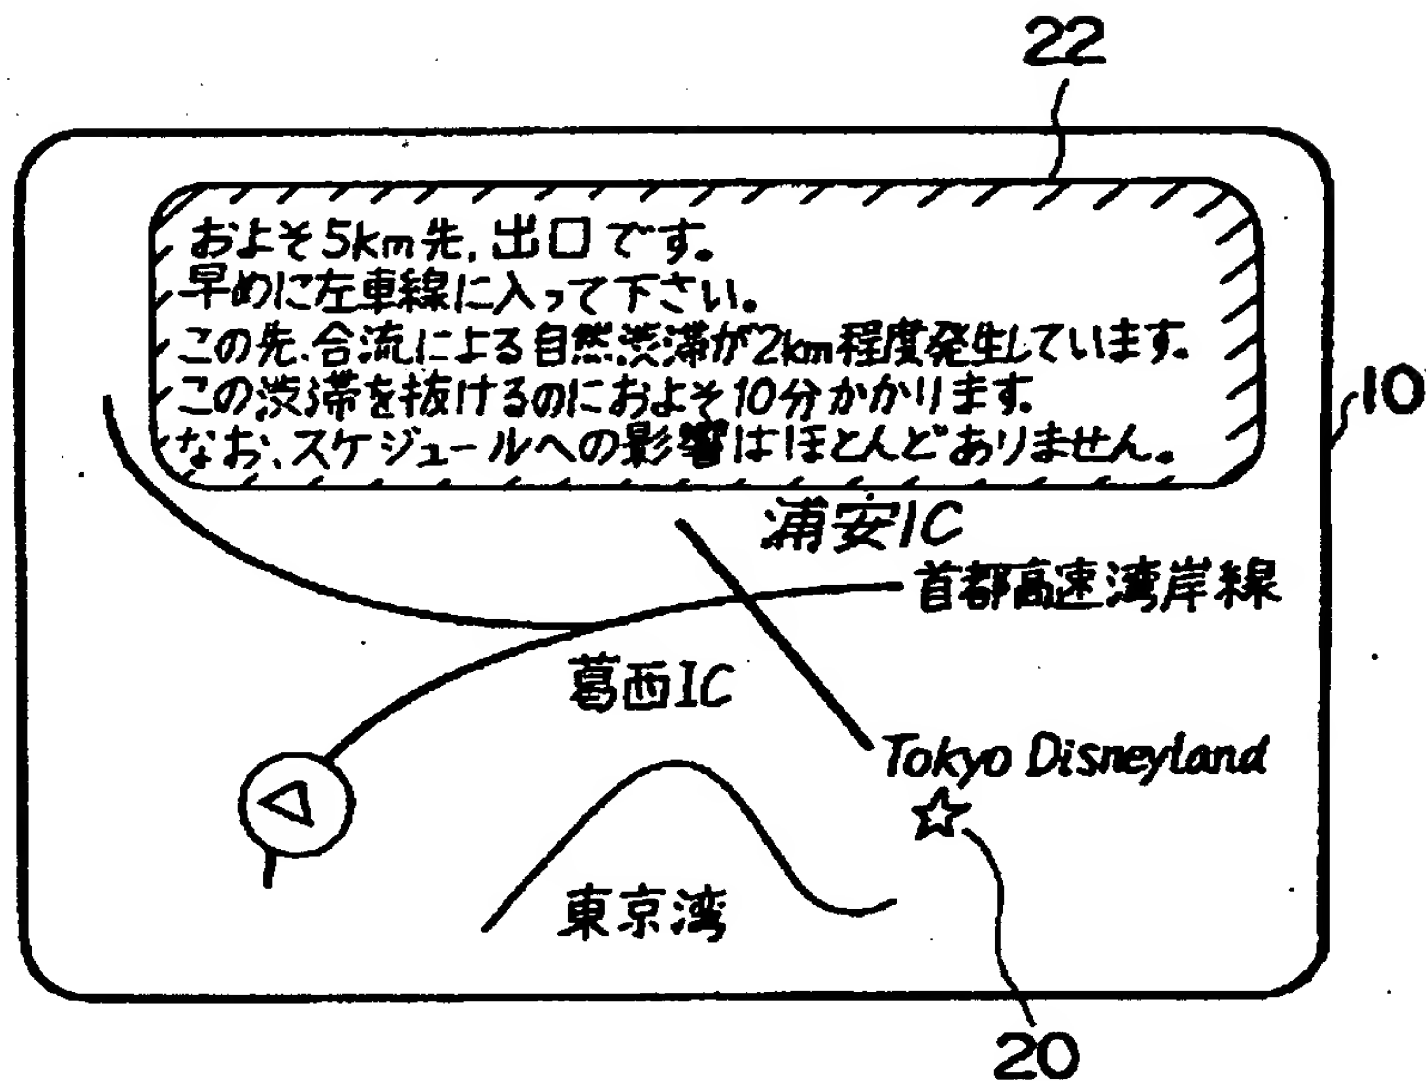 22
およそ5km先,出口です。
早めに左車線に入って下さい。
この先、合流による自然渋滞が2km程度発生しています。
この渋滞を抜けるのにおよそ10分かかります。
なお、スケジュールへの影響はほとんどありません。
10
浦安IC
首都高速湾岸線
葛西IC
Tokyo Disneyland
東京湾
20